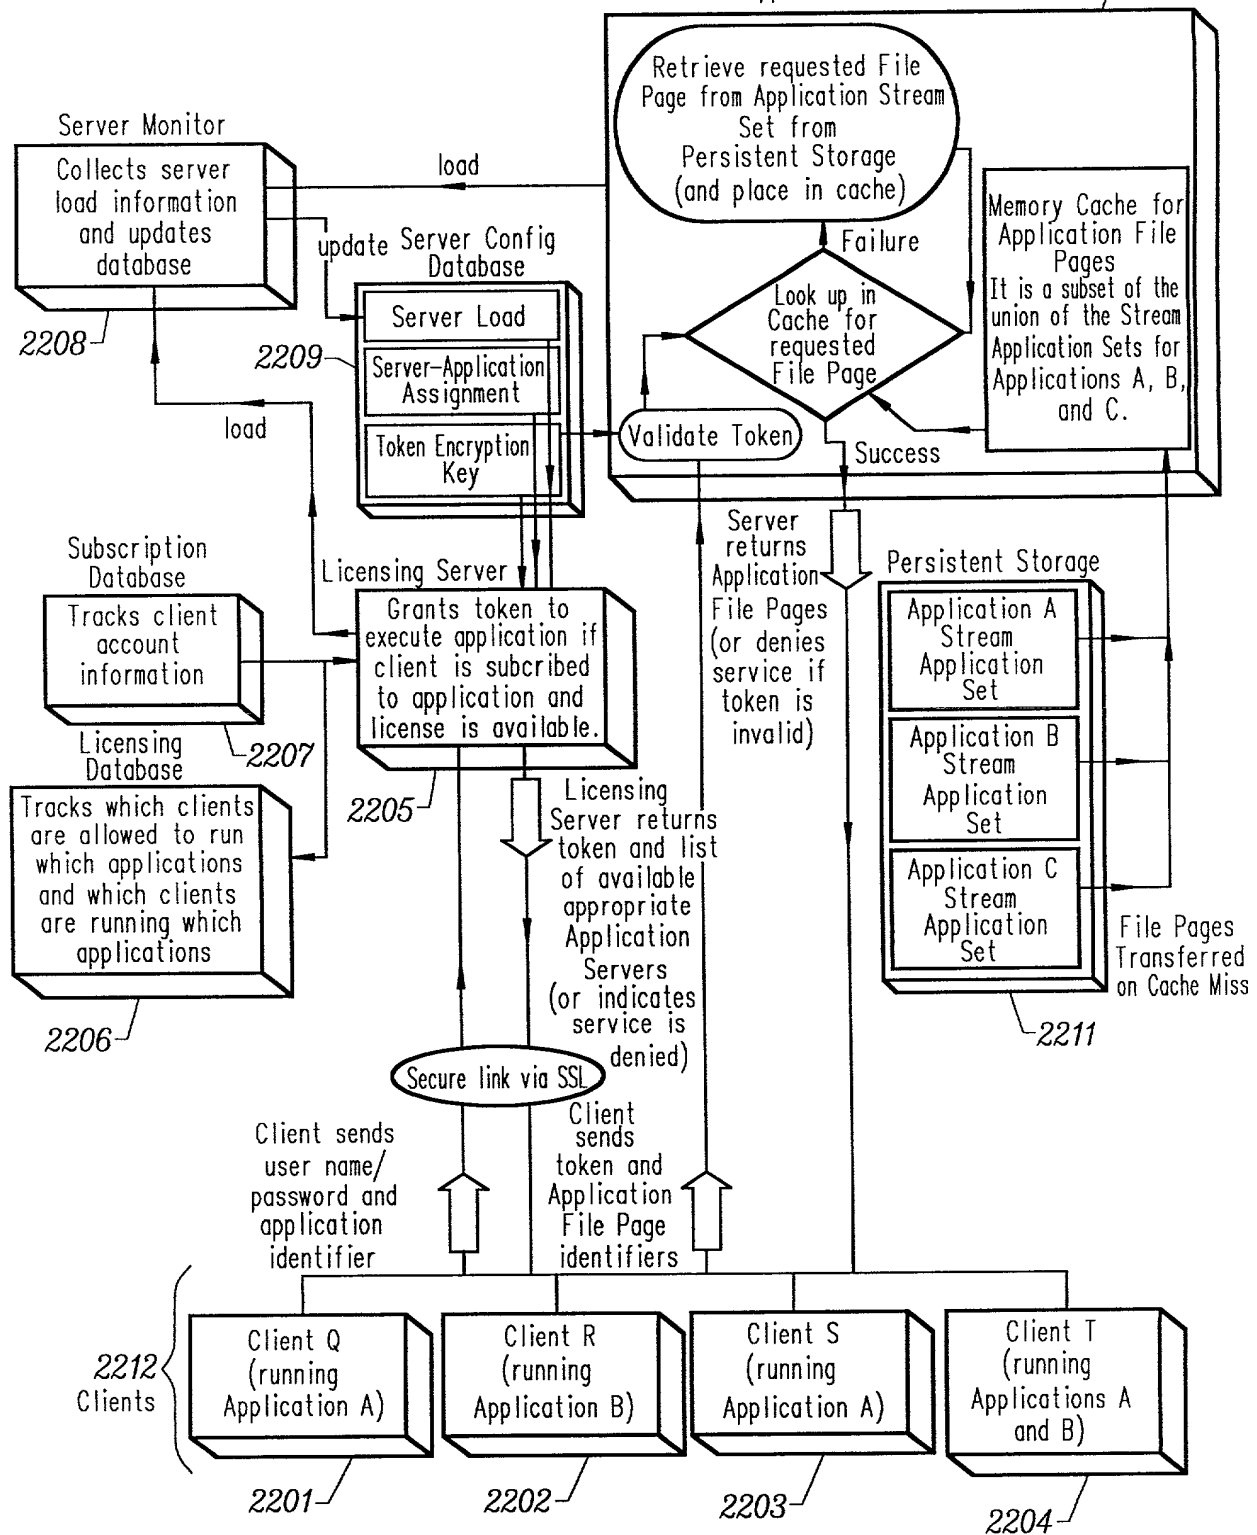 Retrieve requested File
Page from Application Stream
Set from
Persistent Storage
(and place in cache)
Server Monitor
Collects server
load information
and updates
database
2208
load
update
Server Config
Database
Server Load
2209
Server-Application
Assignment
Token Encryption
Key
load
Failure
Look up in
Cache for
requested
File Page
Validate Token
Success
Memory Cache for
Application File
Pages
It is a subset of the
union of the Stream
Application Sets for
Applications A, B,
and C.
Subscription
Database
Tracks client
account
information
2207
Licensing Server
Grants token to
execute application if
client is subcribed
to application and
license is available.
2205
Server
returns
Application
File Pages
(or denies
service if
token is
invalid)
Persistent Storage
Application A
Stream
Application
Set
Application B
Stream
Application
Set
Application C
Stream
Application
Set
2211
File Pages
Transferred
on Cache Miss
Licensing
Database
Tracks which clients
are allowed to run
which applications
and which clients
are running which
applications
2206
Licensing
Server returns
token and list
of available
appropriate
Application
Servers
(or indicates
service is
denied)
Secure link via SSL
Client sends
user name/
password and
application
identifier
Client
sends
token and
Application
File Page
identifiers
2212
Clients
Client Q
(running
Application A)
2201
Client R
(running
Application B)
2202
Client S
(running
Application A)
2203
Client T
(running
Applications A
and B)
2204